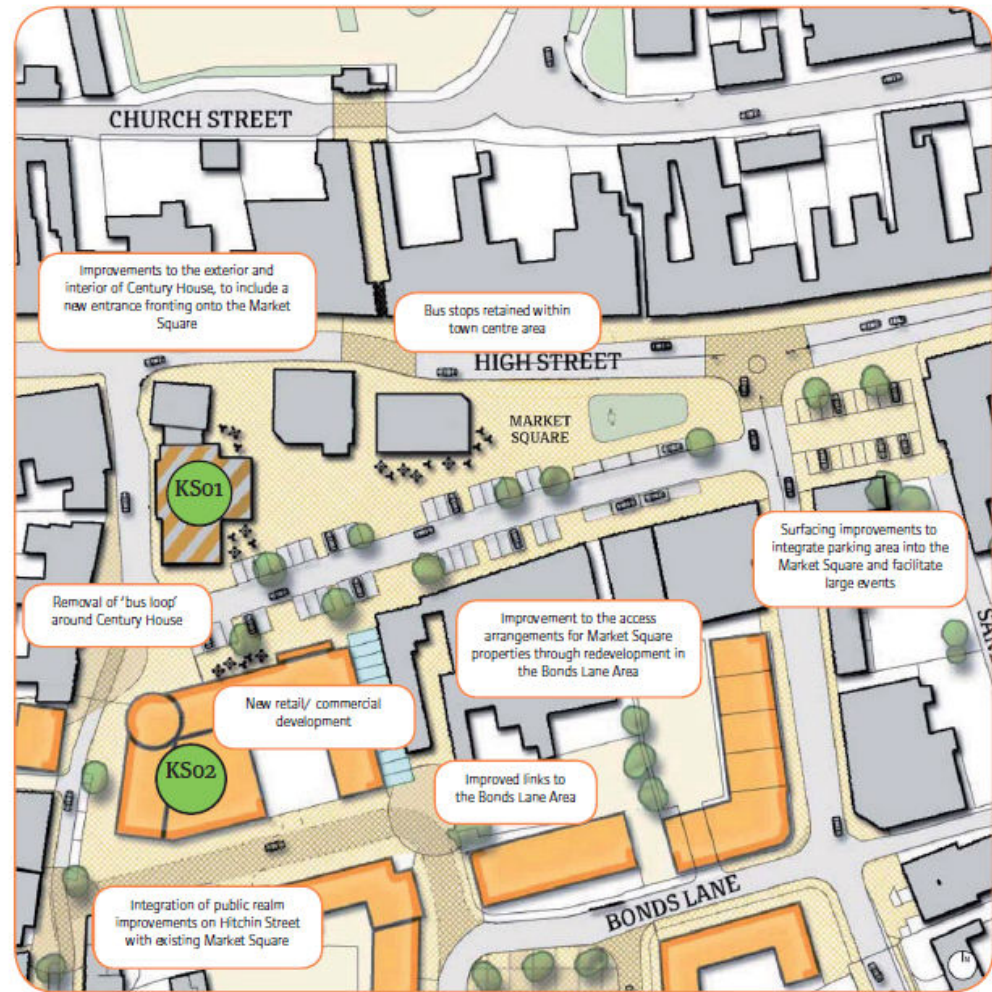 CHURCH STREET
Improvements to the exterior and
interior of Century House, to include a
new entrance fronting onto the Market
Square
Bus stops retained within
town centre area
HIGH STREET
MARKET
SQUARE
KS01
Surfacing improvements to
integrate parking area into the
Market Square and facilitate
large events
Removal of 'bus loop'
around Century House
Improvement to the access
arrangements for Market Square
properties through redevelopment in
the Bonds Lane Area
New retail/ commercial
development
KS02
Improved links to
the Bonds Lane Area
Integration of public realm
improvements on Hitchin Street
with existing Market Square
BONDS LANE
N